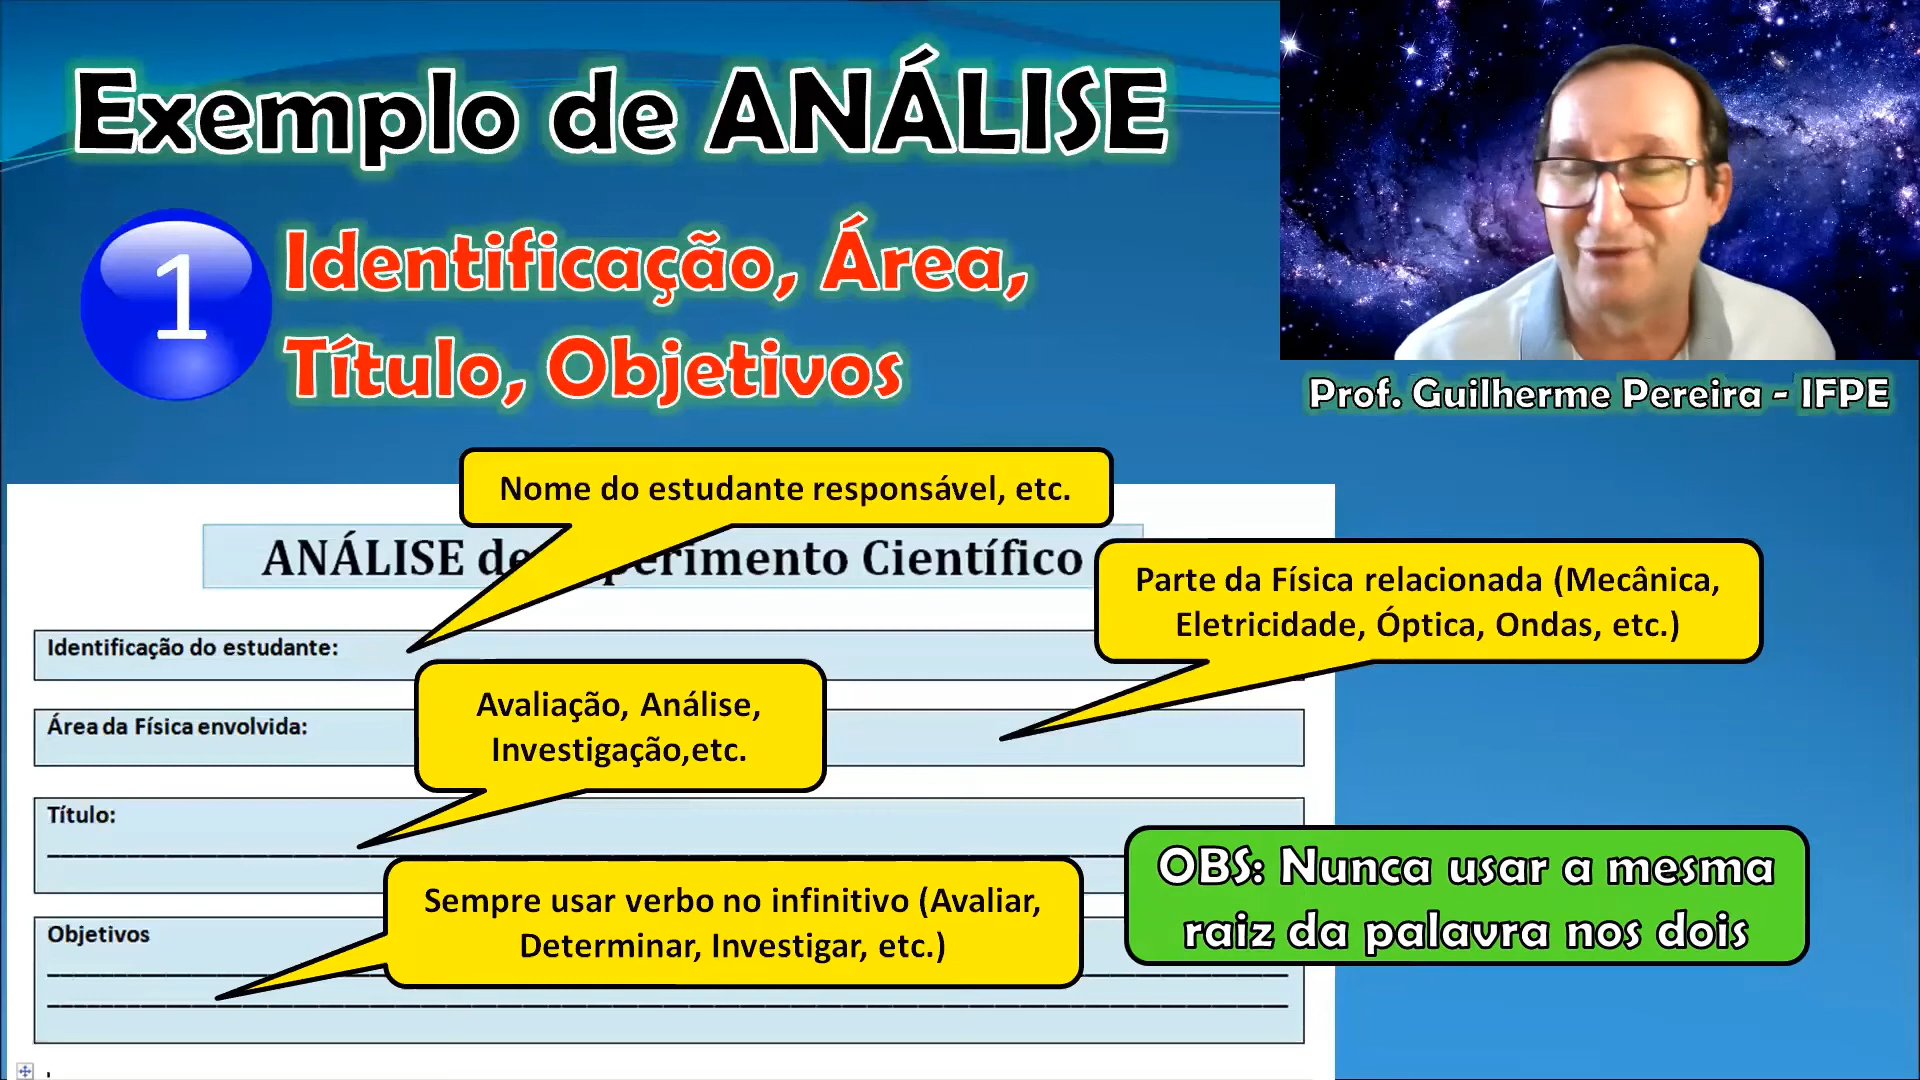 Exemplo de ANÁLISE
1
Identificação, Área,
Título, Objetivos
Prof. Guilherme Pereira - IFPE
Nome do estudante responsável, etc.
ANÁLISE de perimento Científico
Parte da Física relacionada (Mecânica,
Eletricidade, Óptica, Ondas, etc.)
Identificação do estudante:
Avaliação, Análise,
Investigação,etc.
Área da Física envolvida:
Título:
Sempre usar verbo no infinitivo (Avaliar,
Determinar, Investigar, etc.)
OBS: Nunca usar a mesma
raiz da palavra nos dois
Objetivos